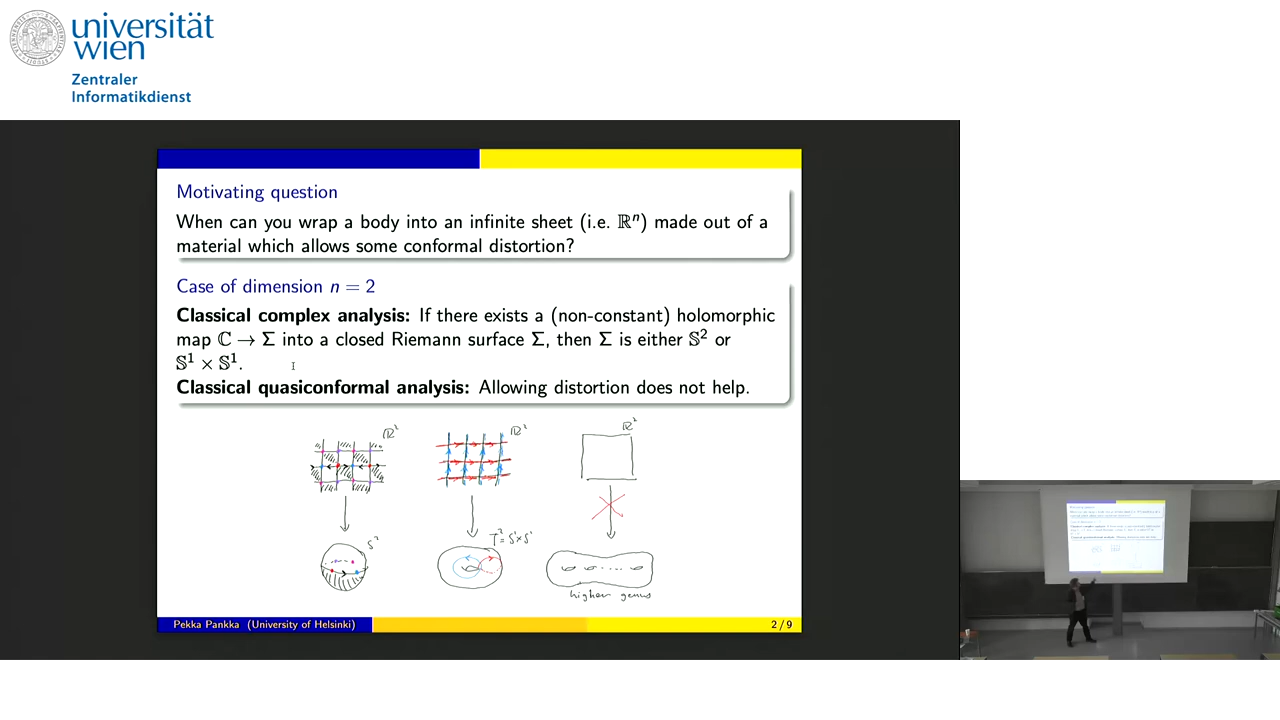 universität
wien
Zentraler
Informatikdienst
Motivating question
When can you wrap a body into an infinite sheet (i.e. ℝⁿ) made out of a
material which allows some conformal distortion?
Case of dimension n = 2
Classical complex analysis: If there exists a (non-constant) holomorphic
map ℂ → Σ into a closed Riemann surface Σ, then Σ is either 𝕊² or
𝕊¹ × 𝕊¹.
Classical quasiconformal analysis: Allowing distortion does not help.
ℝ² ℝ² ℝ²
S² T² = S¹×S¹
higher genus
Pekka Pankka (University of Helsinki) 2 / 9